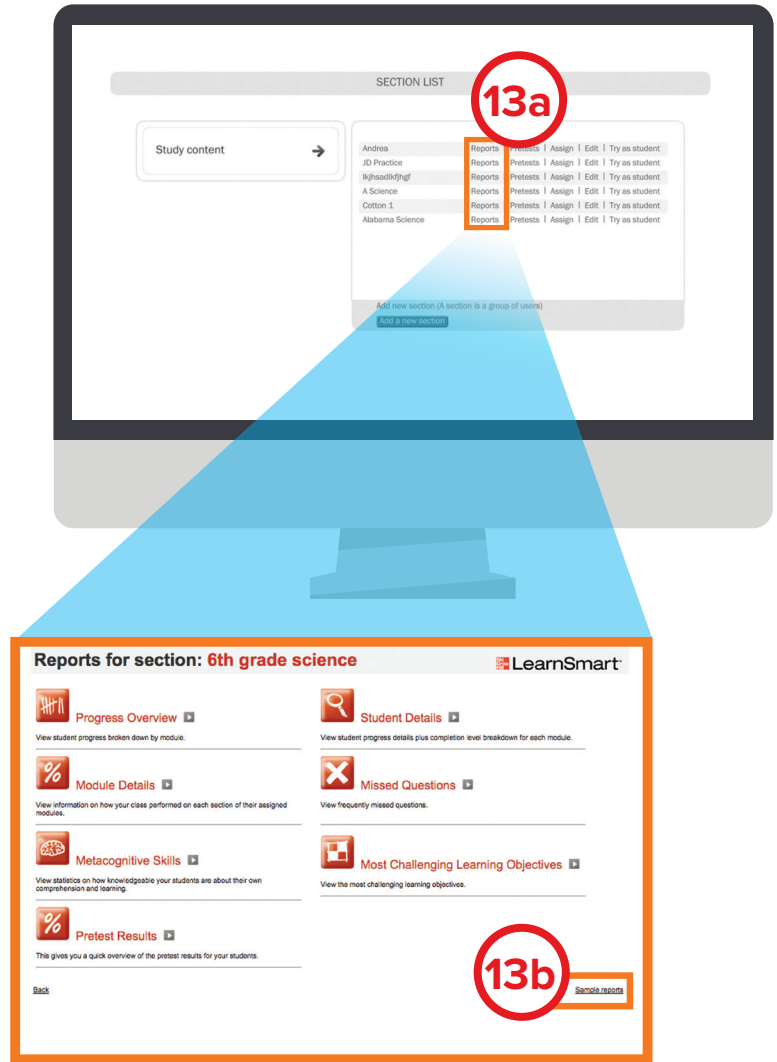 SECTION LIST
13a
Study content
Andrea Reports Pretests | Assign | Edit | Try as student
JD Practice Reports Pretests | Assign | Edit | Try as student
lkjhsadlkfjhgf Reports Pretests | Assign | Edit | Try as student
A Science Reports Pretests | Assign | Edit | Try as student
Cotton 1 Reports Pretests | Assign | Edit | Try as student
Alabama Science Reports Pretests | Assign | Edit | Try as student
Add new section (A section is a group of users)
Add a new section
Reports for section: 6th grade science
LearnSmart
Progress Overview
View student progress broken down by module.
Student Details
View student progress details plus completion level breakdown for each module.
%
Module Details
View information on how your class performed on each section of their assigned
modules.
Missed Questions
View frequently missed questions.
Metacognitive Skills
View statistics on how knowledgeable your students are about their own
comprehension and learning.
Most Challenging Learning Objectives
View the most challenging learning objectives.
%
Pretest Results
This gives you a quick overview of the pretest results for your students.
13b
Back
Sample reports